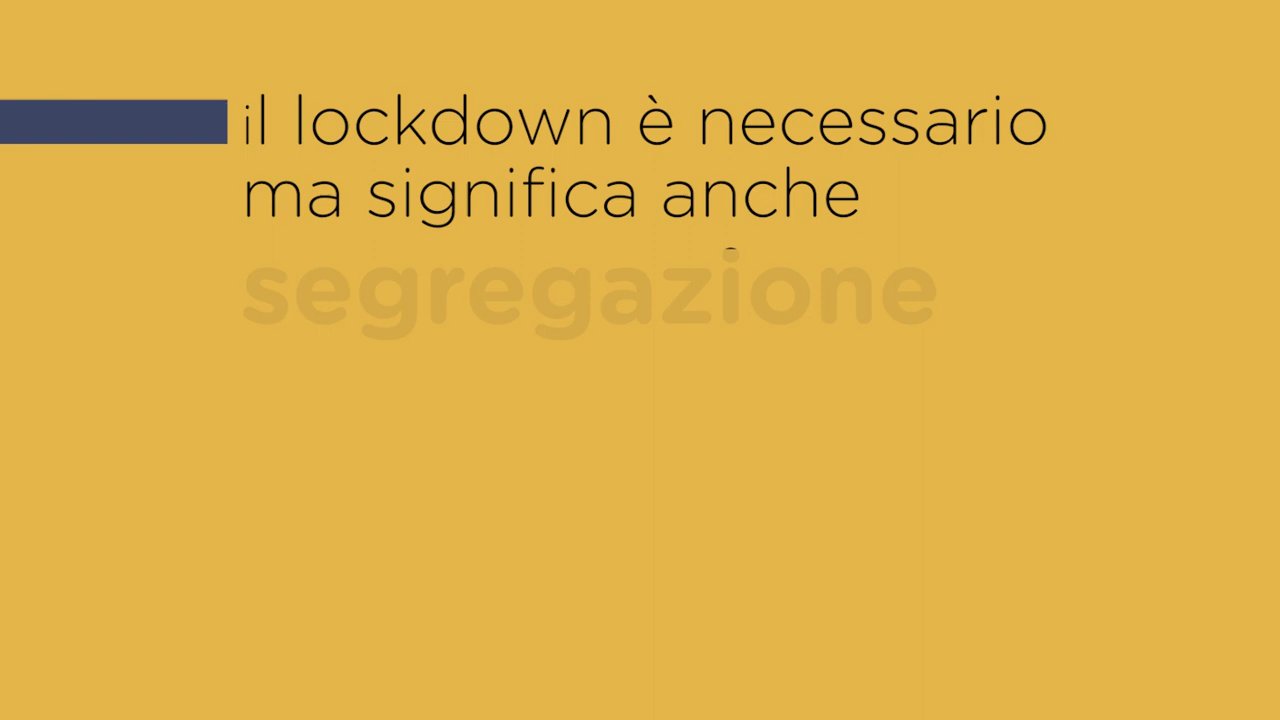 il lockdown è necessario
ma significa anche
segregazione